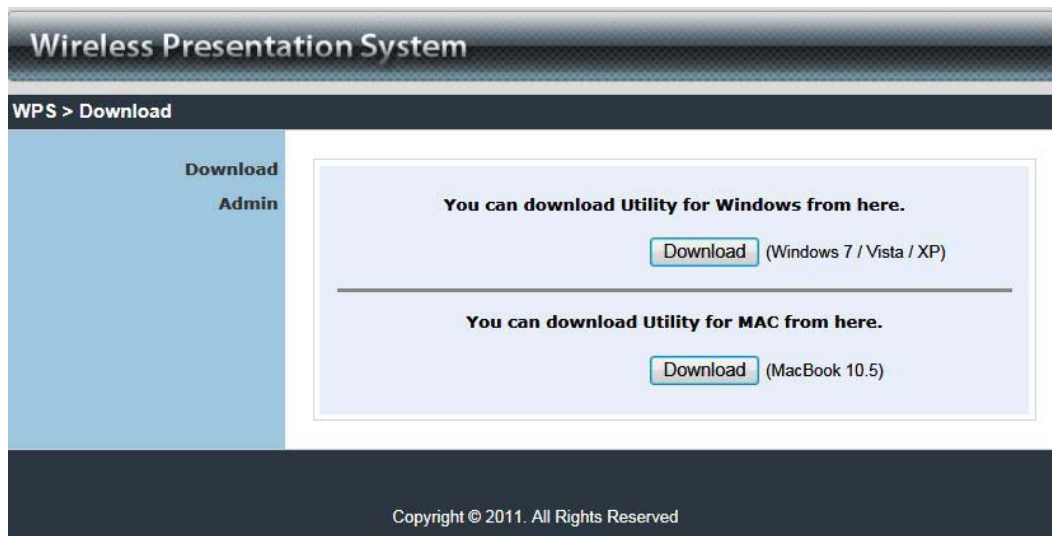 Wireless Presentation System
WPS > Download
Download
Admin
You can download Utility for Windows from here.
Download (Windows 7 / Vista / XP)
You can download Utility for MAC from here.
Download (MacBook 10.5)
Copyright © 2011. All Rights Reserved